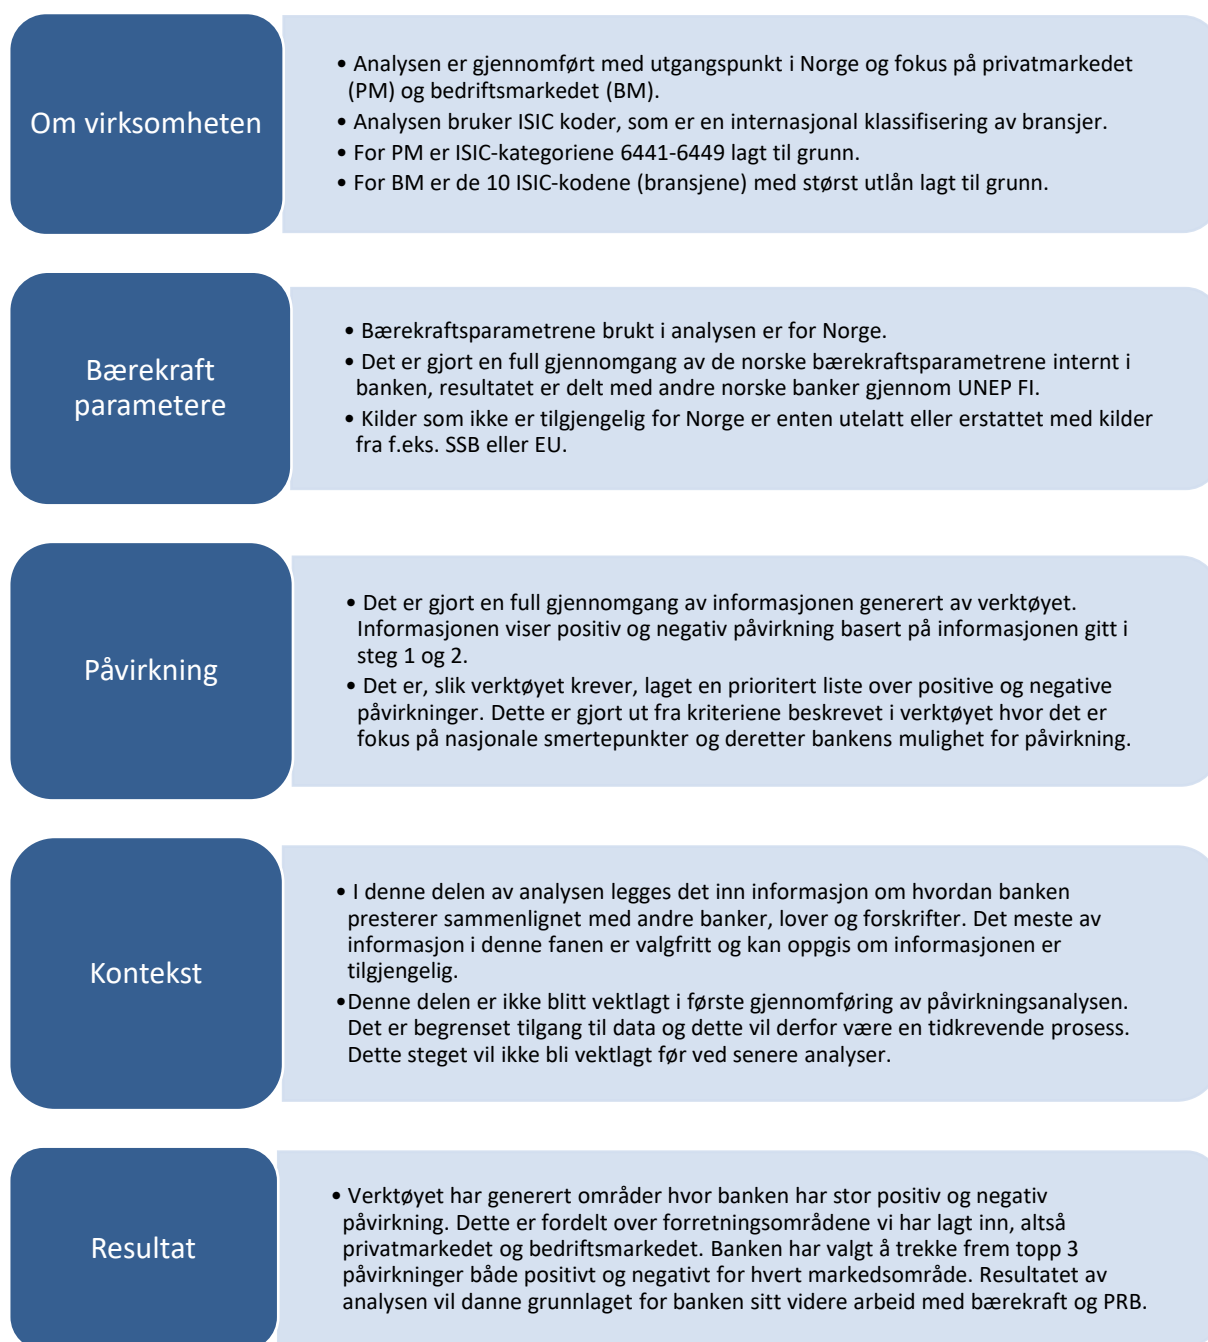 Om virksomheten
• Analysen er gjennomført med utgangspunkt i Norge og fokus på privatmarkedet
(PM) og bedriftsmarkedet (BM).
• Analysen bruker ISIC koder, som er en internasjonal klassifisering av bransjer.
• For PM er ISIC-kategoriene 6441-6449 lagt til grunn.
• For BM er de 10 ISIC-kodene (bransjene) med størst utlån lagt til grunn.
Bærekraft
parametere
• Bærekraftsparametrene brukt i analysen er for Norge.
• Det er gjort en full gjennomgang av de norske bærekraftsparametrene internt i
banken, resultatet er delt med andre norske banker gjennom UNEP FI.
• Kilder som ikke er tilgjengelig for Norge er enten utelatt eller erstattet med kilder
fra f.eks. SSB eller EU.
Påvirkning
• Det er gjort en full gjennomgang av informasjonen generert av verktøyet.
Informasjonen viser positiv og negativ påvirkning basert på informasjonen gitt i
steg 1 og 2.
• Det er, slik verktøyet krever, laget en prioritert liste over positive og negative
påvirkninger. Dette er gjort ut fra kriteriene beskrevet i verktøyet hvor det er
fokus på nasjonale smertepunkter og deretter bankens mulighet for påvirkning.
Kontekst
• I denne delen av analysen legges det inn informasjon om hvordan banken
presterer sammenlignet med andre banker, lover og forskrifter. Det meste av
informasjon i denne fanen er valgfritt og kan oppgis om informasjonen er
tilgjengelig.
•Denne delen er ikke blitt vektlagt i første gjennomføring av påvirkningsanalysen.
Det er begrenset tilgang til data og dette vil derfor være en tidkrevende prosess.
Dette steget vil ikke bli vektlagt før ved senere analyser.
Resultat
• Verktøyet har generert områder hvor banken har stor positiv og negativ
påvirkning. Dette er fordelt over forretningsområdene vi har lagt inn, altså
privatmarkedet og bedriftsmarkedet. Banken har valgt å trekke frem topp 3
påvirkninger både positivt og negativt for hvert markedsområde. Resultatet av
analysen vil danne grunnlaget for banken sitt videre arbeid med bærekraft og PRB.